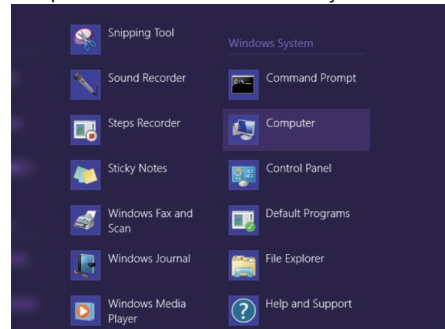 Snipping Tool
Sound Recorder
Steps Recorder
Sticky Notes
Windows Fax and
Scan
Windows Journal
Windows Media
Player
Windows System
Command Prompt
Computer
Control Panel
Default Programs
File Explorer
Help and Support